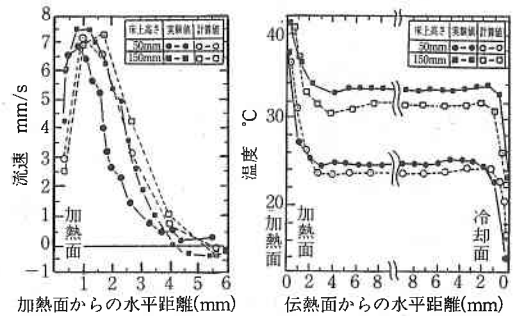 床上高さ 実験値 計算値
50mm
150mm
8
7
6
5
4
3
2
1
0
−1
流速 mm/s
加熱面
0 1 2 3 4 5 6
加熱面からの水平距離(mm)
床上高さ 実験値 計算値
50mm
150mm
40
30
20
温度 ℃
加熱面
冷却面
0 2 4 6 8 8 6 4 2 0
伝熱面からの水平距離(mm)